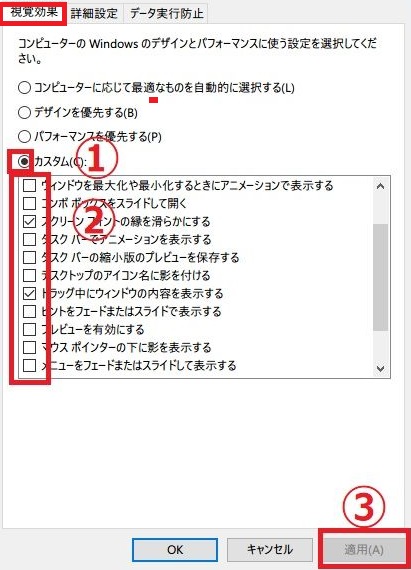 視覚効果 詳細設定 データ実行防止
コンピューターの Windows のデザインとパフォーマンスに使う設定を選択してくだ
さい。
コンピューターに応じて最適なものを自動的に選択する(L)
デザインを優先する(B)
パフォーマンスを優先する(P)
カスタム(C):
①
ウィンドウを最大化や最小化するときにアニメーションで表示する
コンボ ボックスをスライドして開く
②
スクリーン フォントの縁を滑らかにする
タスク バーでアニメーションを表示する
タスク バーの縮小版のプレビューを保存する
デスクトップのアイコン名に影を付ける
ドラッグ中にウィンドウの内容を表示する
ヒントをフェードまたはスライドで表示する
プレビューを有効にする
マウス ポインターの下に影を表示する
メニューをフェードまたはスライドして表示する
③
OK キャンセル 適用(A)